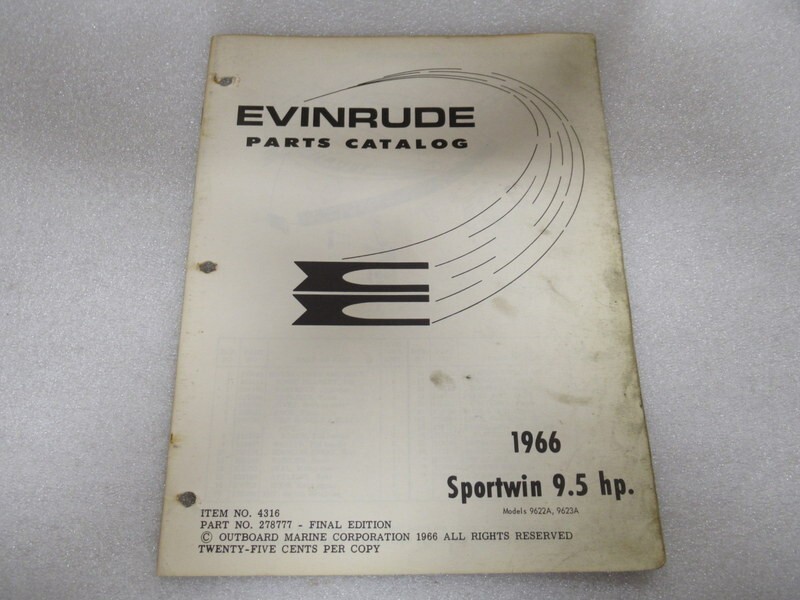 EVINRUDE
PARTS CATALOG
1966
Sportwin 9.5 hp.
Models 9622A, 9623A
ITEM NO. 4316
PART NO. 278777 - FINAL EDITION
© OUTBOARD MARINE CORPORATION 1966 ALL RIGHTS RESERVED
TWENTY-FIVE CENTS PER COPY